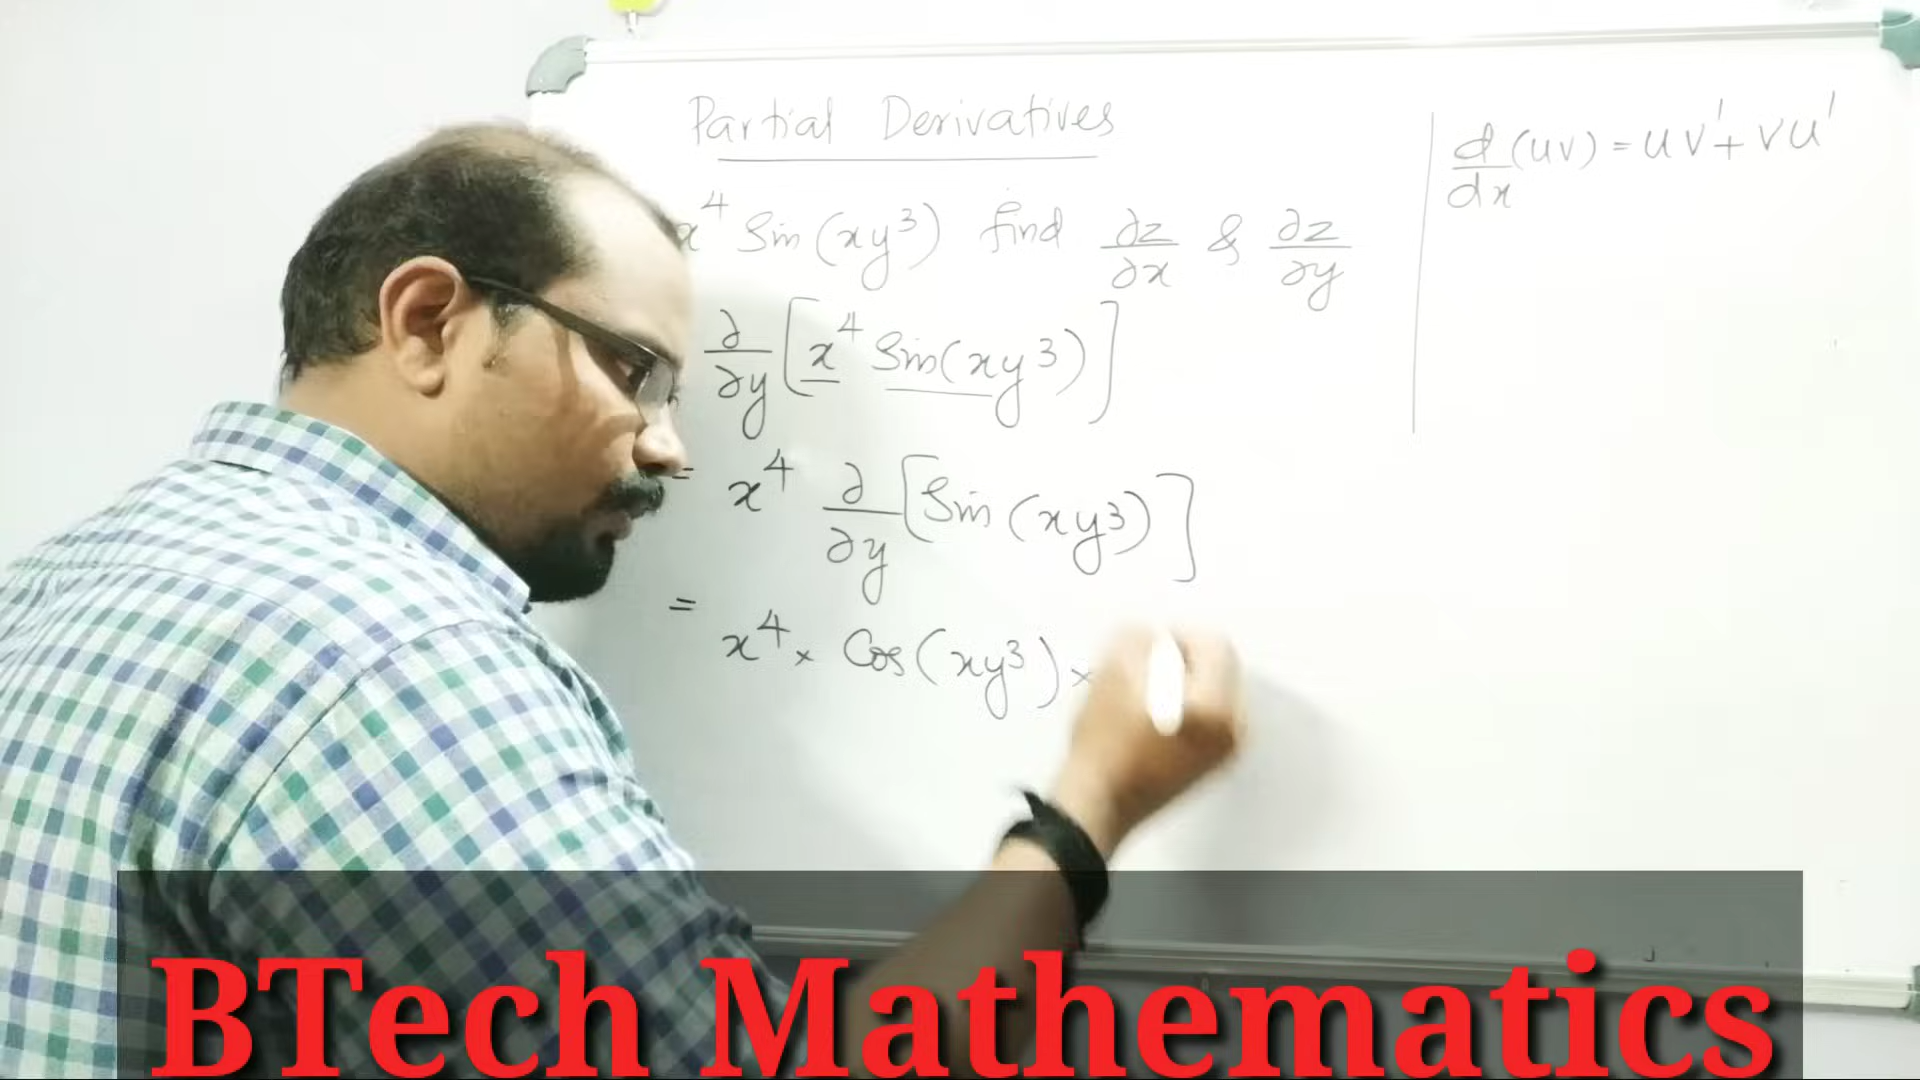 Partial Derivatives
x⁴ Sin(xy³) find ∂z/∂x & ∂z/∂y
∂/∂y [x⁴ Sin(xy³)]
= x⁴ ∂/∂y [Sin(xy³)]
= x⁴ × Cos(xy³) ×
d/dx (uv) = uv' + vu'
BTech Mathematics